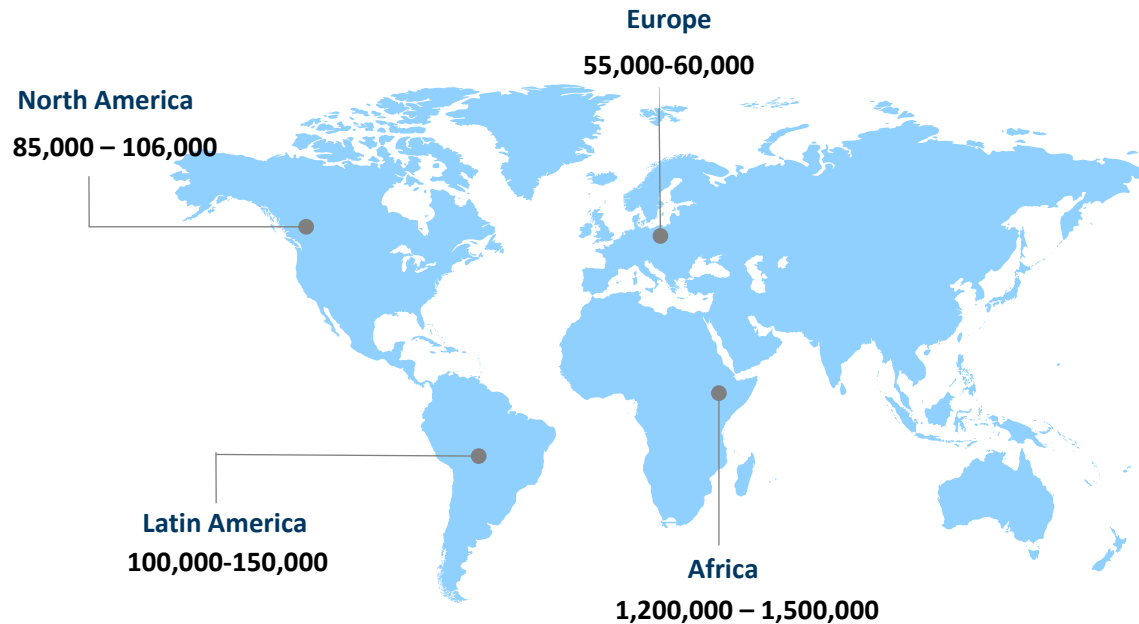 Europe
55,000-60,000
North America
85,000 – 106,000
Latin America
100,000-150,000
Africa
1,200,000 – 1,500,000